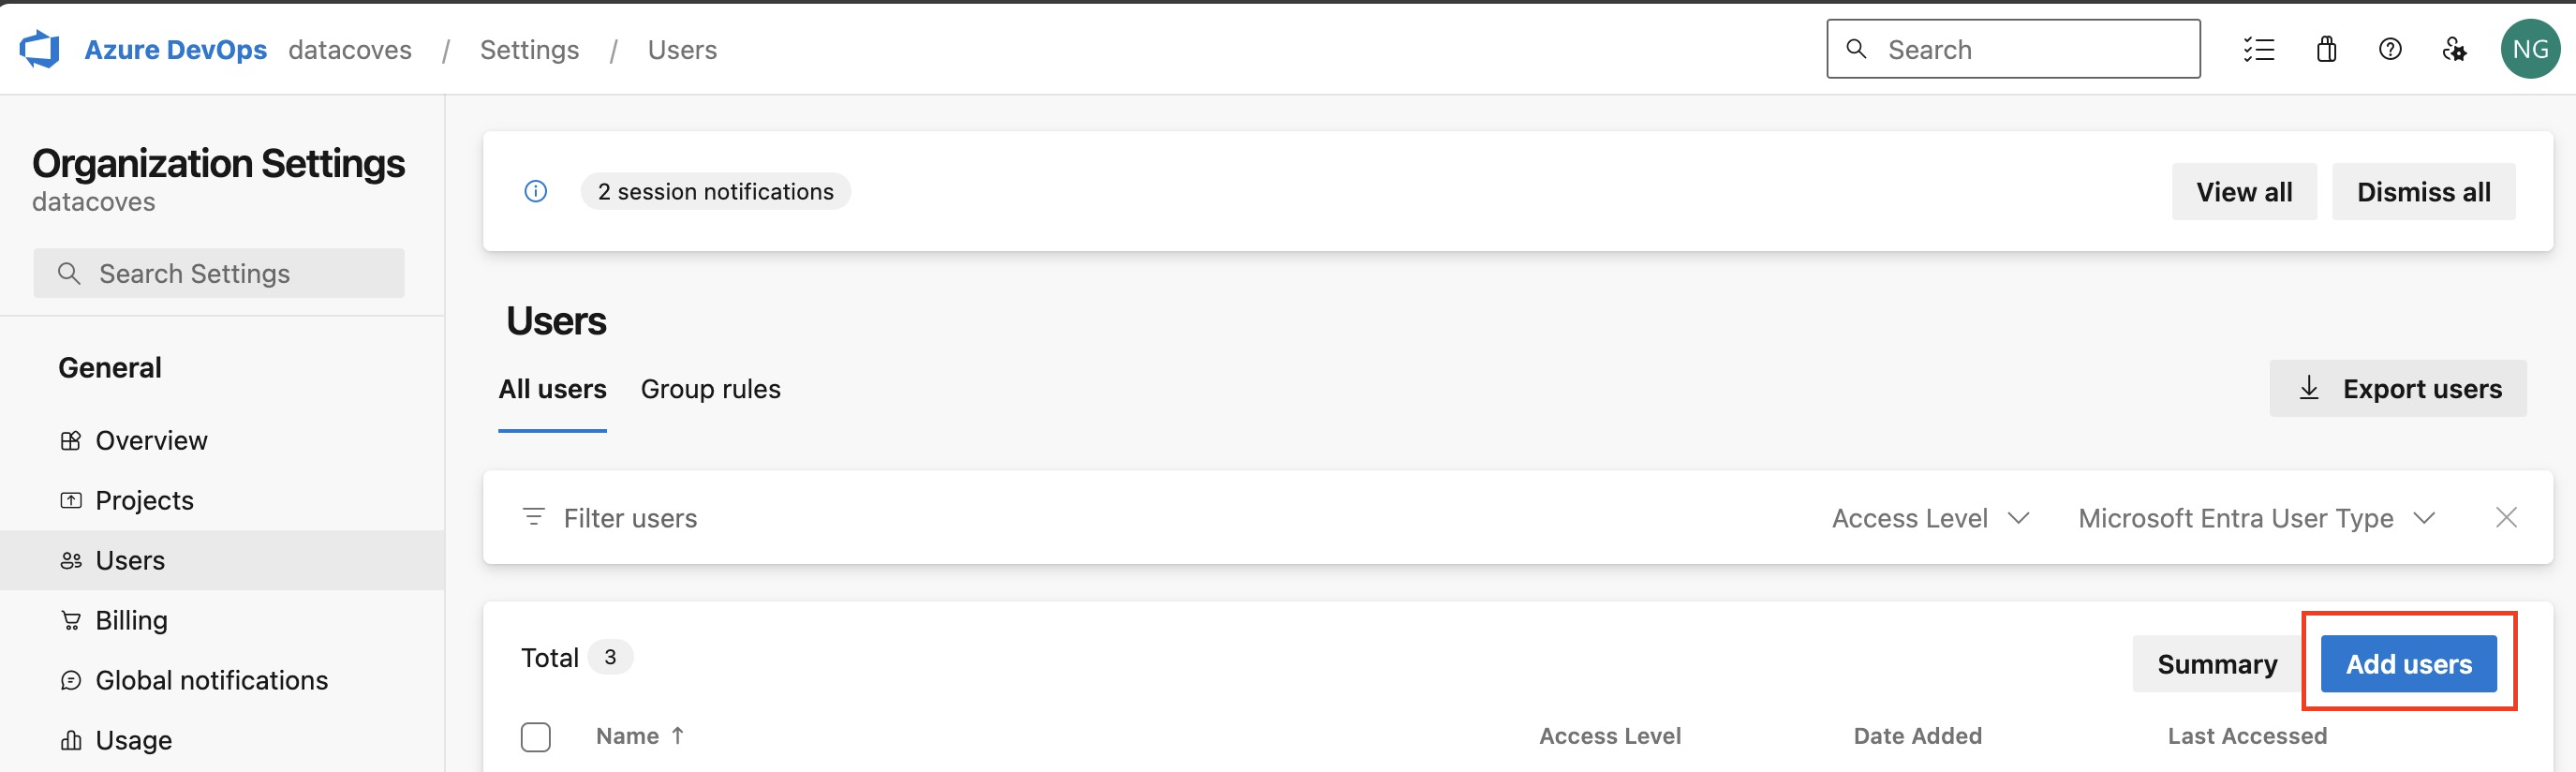 Azure DevOps datacoves / Settings / Users
Search
NG
Organization Settings
datacoves
Search Settings
General
Overview
Projects
Users
Billing
Global notifications
Usage
2 session notifications
View all
Dismiss all
Users
All users
Group rules
Export users
Filter users
Access Level
Microsoft Entra User Type
Total 3
Summary
Add users
Name ↑
Access Level
Date Added
Last Accessed